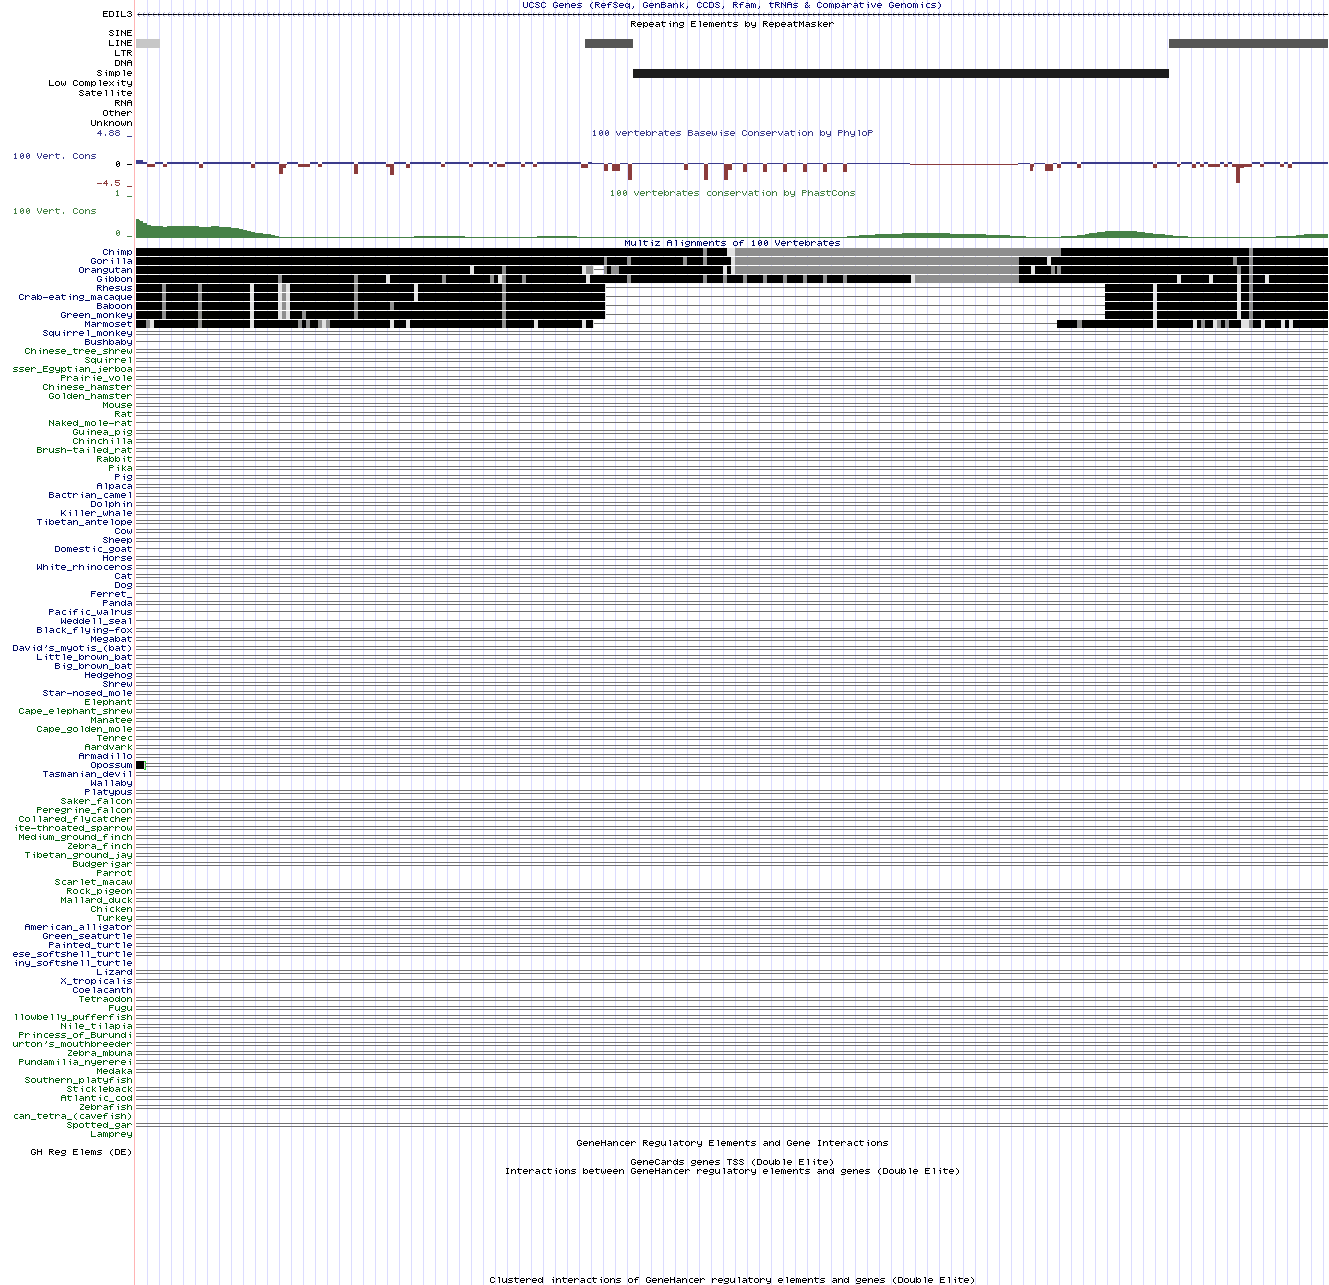 UCSC Genes (RefSeq, GenBank, CCDS, Rfam, tRNAs & Comparative Genomics)
EDIL3
Repeating Elements by RepeatMasker
SINE
LINE
LTR
DNA
Simple
Low Complexity
Satellite
RNA
Other
Unknown
4.88 _
100 vertebrates Basewise Conservation by PhyloP
100 Vert. Cons
0 _
-4.5 _
1 _
100 vertebrates conservation by PhastCons
100 Vert. Cons
0 _
Multiz Alignments of 100 Vertebrates
Chimp
Gorilla
Orangutan
Gibbon
Rhesus
Crab-eating_macaque
Baboon
Green_monkey
Marmoset
Squirrel_monkey
Bushbaby
Chinese_tree_shrew
Squirrel
sser_Egyptian_jerboa
Prairie_vole
Chinese_hamster
Golden_hamster
Mouse
Rat
Naked_mole-rat
Guinea_pig
Chinchilla
Brush-tailed_rat
Rabbit
Pika
Pig
Alpaca
Bactrian_camel
Dolphin
Killer_whale
Tibetan_antelope
Cow
Sheep
Domestic_goat
Horse
White_rhinoceros
Cat
Dog
Ferret_
Panda
Pacific_walrus
Weddell_seal
Black_flying-fox
Megabat
David's_myotis_(bat)
Little_brown_bat
Big_brown_bat
Hedgehog
Shrew
Star-nosed_mole
Elephant
Cape_elephant_shrew
Manatee
Cape_golden_mole
Tenrec
Aardvark
Armadillo
Opossum
Tasmanian_devil
Wallaby
Platypus
Saker_falcon
Peregrine_falcon
Collared_flycatcher
ite-throated_sparrow
Medium_ground_finch
Zebra_finch
Tibetan_ground_jay
Budgerigar
Parrot
Scarlet_macaw
Rock_pigeon
Mallard_duck
Chicken
Turkey
American_alligator
Green_seaturtle
Painted_turtle
ese_softshell_turtle
iny_softshell_turtle
Lizard
X_tropicalis
Coelacanth
Tetraodon
Fugu
llowbelly_pufferfish
Nile_tilapia
Princess_of_Burundi
urton's_mouthbreeder
Zebra_mbuna
Pundamilia_nyererei
Medaka
Southern_platyfish
Stickleback
Atlantic_cod
Zebrafish
can_tetra_(cavefish)
Spotted_gar
Lamprey
GeneHancer Regulatory Elements and Gene Interactions
GH Reg Elems (DE)
GeneCards genes TSS (Double Elite)
Interactions between GeneHancer regulatory elements and genes (Double Elite)
Clustered interactions of GeneHancer regulatory elements and genes (Double Elite)